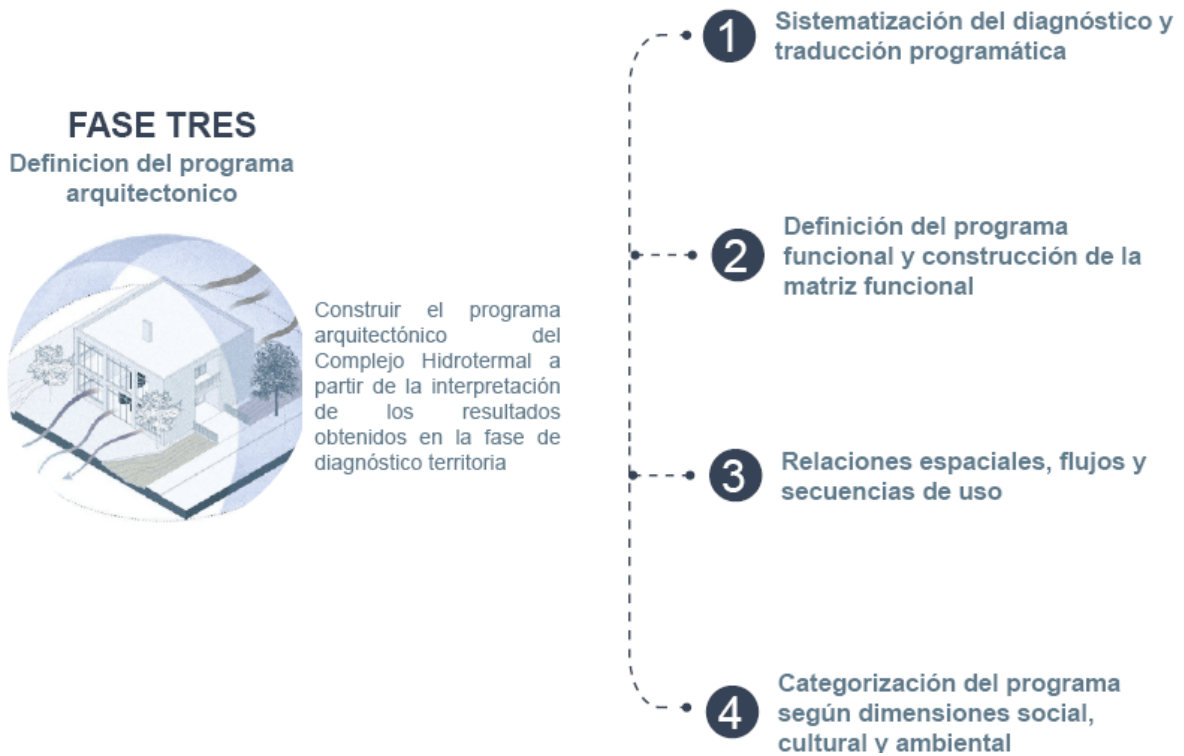 FASE TRES
Definicion del programa
arquitectonico
Construir el programa
arquitectónico del
Complejo Hidrotermal a
partir de la interpretación
de los resultados
obtenidos en la fase de
diagnóstico territoria
1
Sistematización del diagnóstico y
traducción programática
2
Definición del programa
funcional y construcción de la
matriz funcional
3
Relaciones espaciales, flujos y
secuencias de uso
4
Categorización del programa
según dimensiones social,
cultural y ambiental